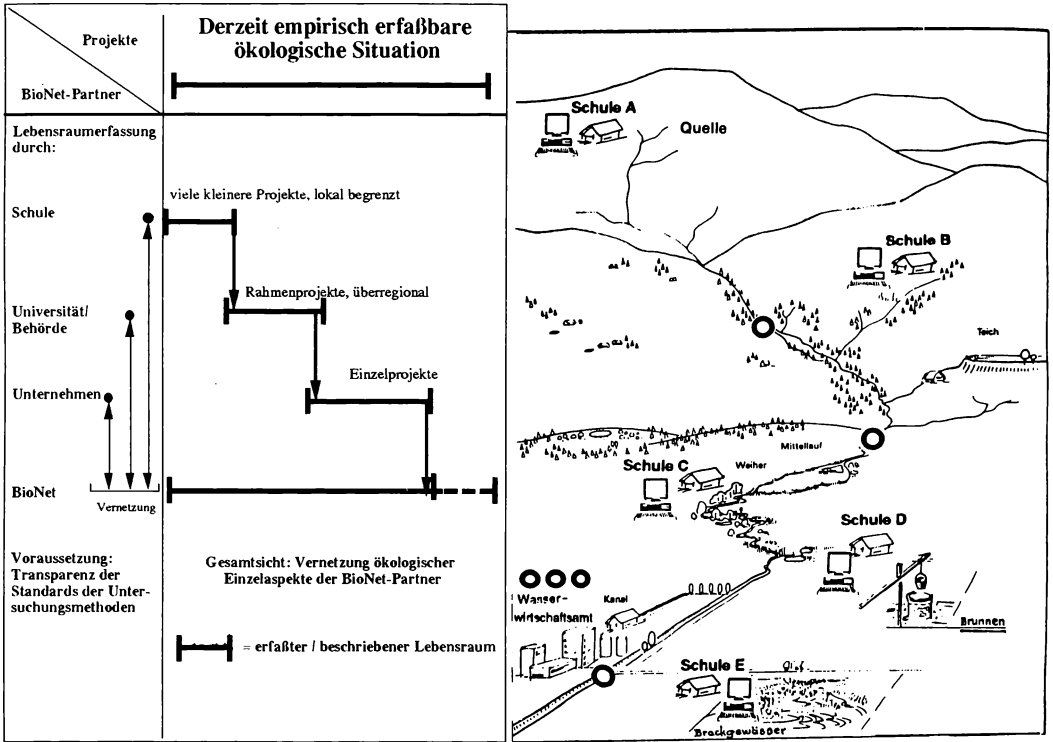 Projekte
BioNet-Partner
Derzeit empirisch erfaßbare
ökologische Situation
Lebensraumerfassung
durch:
viele kleinere Projekte, lokal begrenzt
Schule
Rahmenprojekte, überregional
Universität/
Behörde
Einzelprojekte
Unternehmen
BioNet
Vernetzung
Voraussetzung:
Transparenz der
Standards der Unter-
suchungsmethoden
Gesamtsicht: Vernetzung ökologischer
Einzelaspekte der BioNet-Partner
= erfaßter / beschriebener Lebensraum
Schule A
Quelle
Schule B
Teich
Mittellauf
Schule C
Weiher
Schule D
Wasser-
wirtschaftsamt
Kanal
Brunnen
Schule E
Brackgewässer